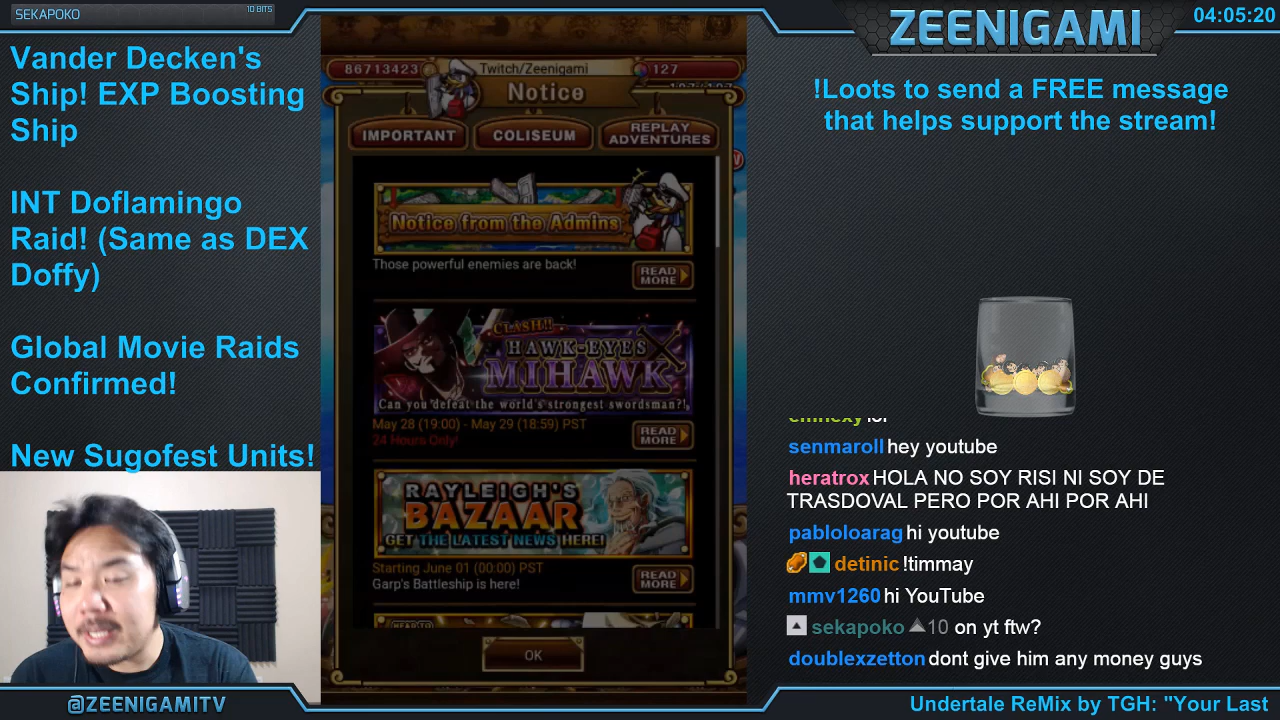 SEKAPOKO
10 BITS
Vander Decken's
Ship! EXP Boosting
Ship
INT Doflamingo
Raid! (Same as DEX
Doffy)
Global Movie Raids
Confirmed!
New Sugofest Units!
@ZEENIGAMITV
86713423
Twitch/Zeenigami
127
Notice
IMPORTANT
COLISEUM
REPLAY
ADVENTURES
Notice from the Admins
Those powerful enemies are back!
READ
MORE
CLASH!!
HAWK-EYES
MIHAWK
Can you defeat the world's strongest swordsman?!
May 28 (19:00) - May 29 (18:59) PST
24 Hours Only!
READ
MORE
RAYLEIGH'S
BAZAAR
GET THE LATEST NEWS HERE!
Starting June 01 (00:00) PST
Garp's Battleship is here!
READ
MORE
OK
ZEENIGAMI
04:05:20
!Loots to send a FREE message
that helps support the stream!
senmaroll hey youtube
heratrox HOLA NO SOY RISI NI SOY DE
TRASDOVAL PERO POR AHI POR AHI
pabloloarag hi youtube
detinic !timmay
mmv1260 hi YouTube
sekapoko 10 on yt ftw?
doublexzetton dont give him any money guys
Undertale ReMix by TGH: "Your Last